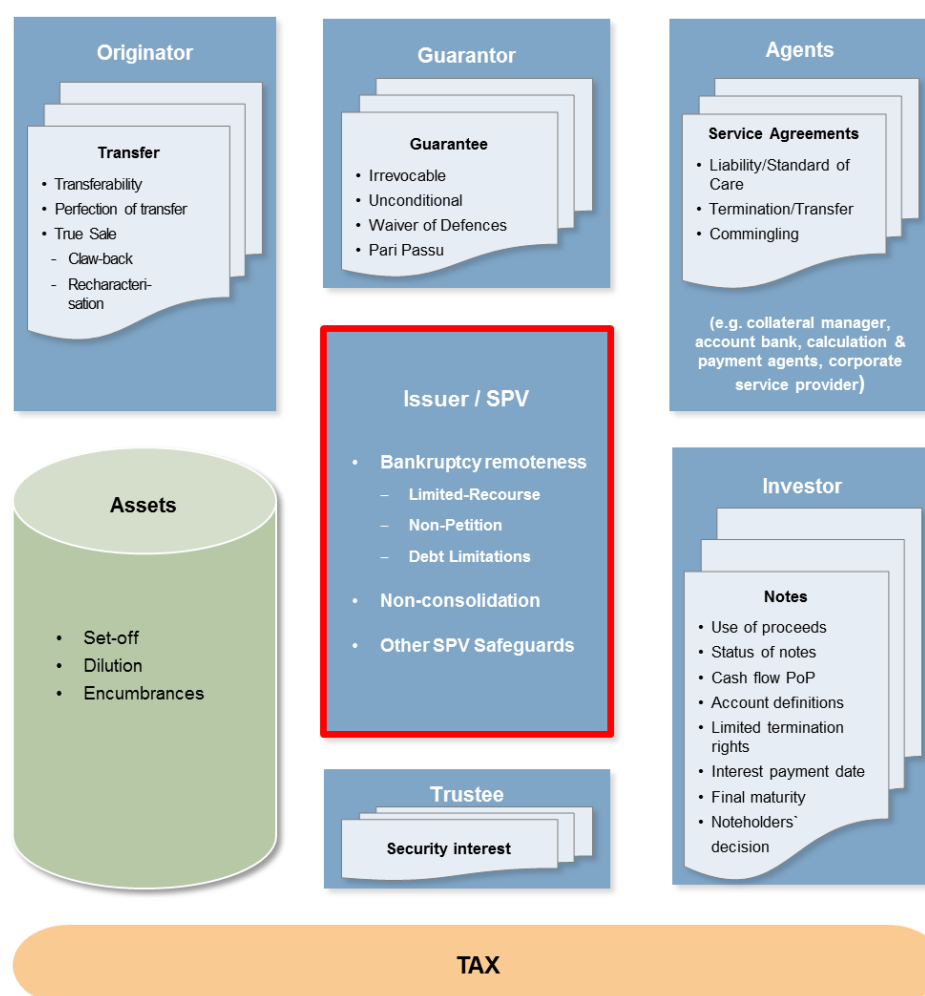 Originator
Transfer
• Transferability
• Perfection of transfer
• True Sale
- Claw-back
- Recharacteri-
sation
Guarantor
Guarantee
• Irrevocable
• Unconditional
• Waiver of Defences
• Pari Passu
Agents
Service Agreements
• Liability/Standard of
Care
• Termination/Transfer
• Commingling
(e.g. collateral manager,
account bank, calculation &
payment agents, corporate
service provider)
Issuer / SPV
• Bankruptcy remoteness
– Limited-Recourse
– Non-Petition
– Debt Limitations
• Non-consolidation
• Other SPV Safeguards
Assets
• Set-off
• Dilution
• Encumbrances
Investor
Notes
• Use of proceeds
• Status of notes
• Cash flow PoP
• Account definitions
• Limited termination
rights
• Interest payment date
• Final maturity
• Noteholders`
decision
Trustee
Security interest
TAX